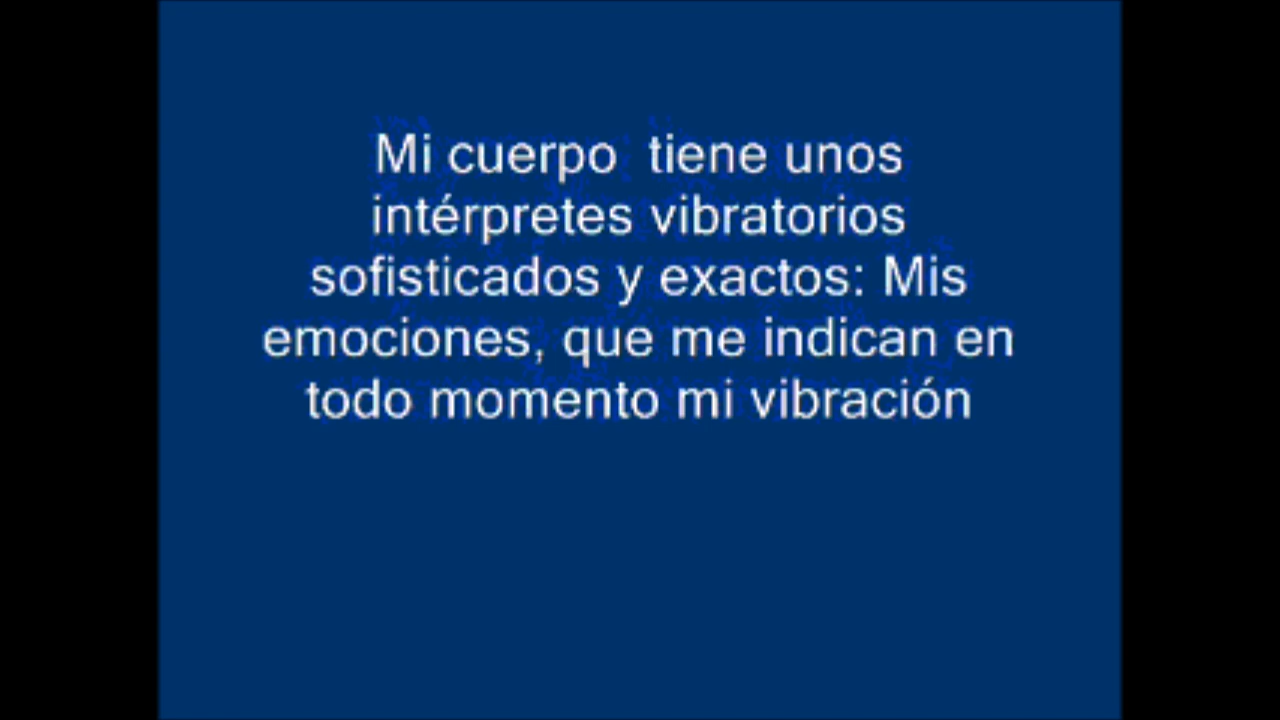 Mi cuerpo  tiene unos
intérpretes vibratorios
sofisticados y exactos: Mis
emociones, que me indican en
todo momento mi vibración